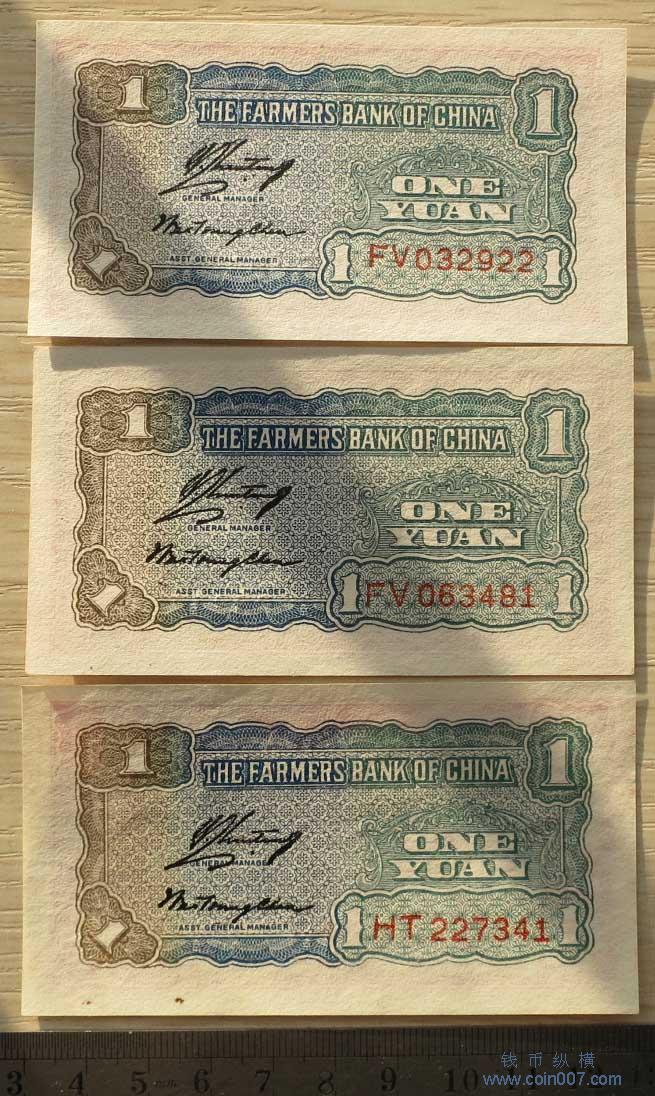 1 1
THE FARMERS BANK OF CHINA
GENERAL MANAGER
ONE
YUAN
ASST GENERAL MANAGER
1 FV032922 1
1 1
THE FARMERS BANK OF CHINA
GENERAL MANAGER
ONE
YUAN
ASST GENERAL MANAGER
1 FV063481 1
1 1
THE FARMERS BANK OF CHINA
GENERAL MANAGER
ONE
YUAN
ASST GENERAL MANAGER
1 HT227341 1
3 4 5 6 7 8 9 10 11 12
钱币纵横
www.coin007.com